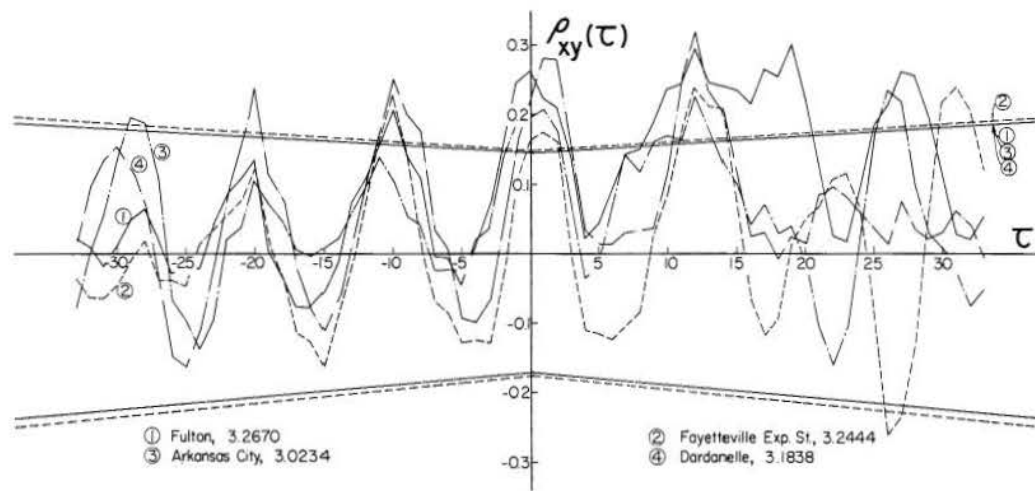 ρxy(τ)
0.3
0.2
0.1
-30 -25 -20 -15 -10 -5 5 10 15 20 25 30 τ
-0.1
-0.2
-0.3
③
④
①
②
②
①
③
④
① Fulton, 3.2670
③ Arkansas City, 3.0234
② Fayetteville Exp. St., 3.2444
④ Dardanelle, 3.1838